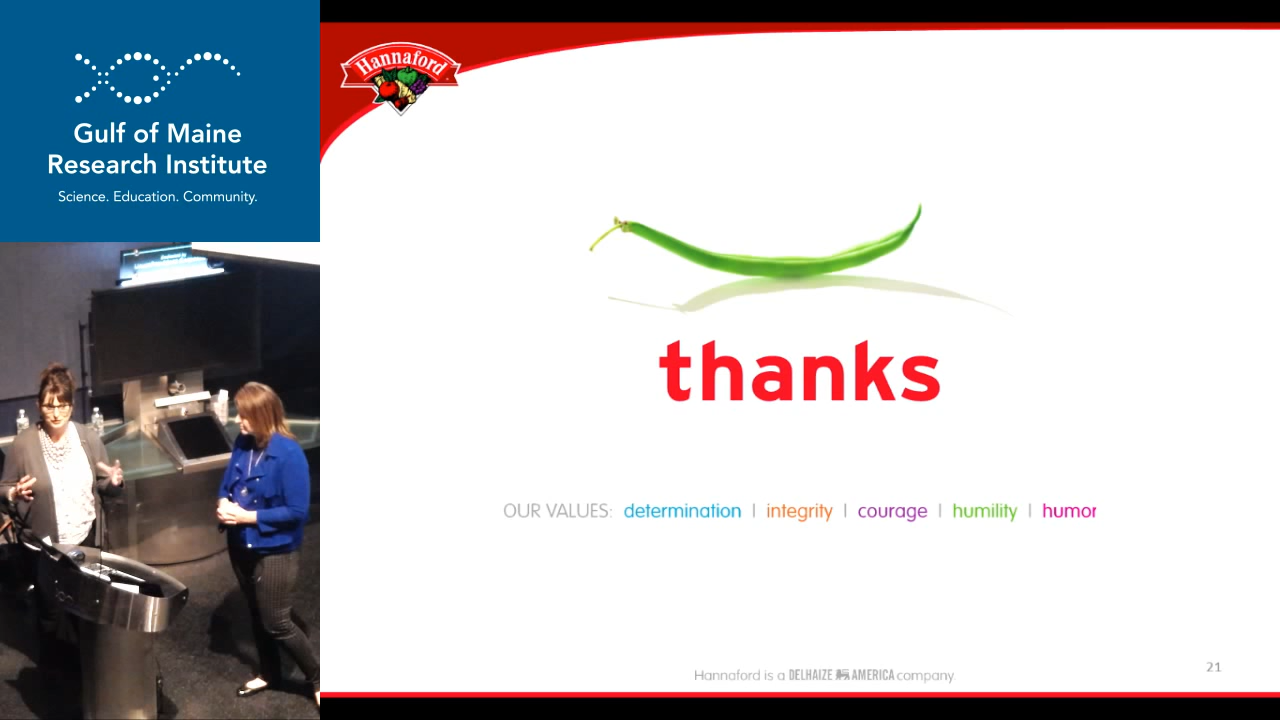 Gulf of Maine
Research Institute
Science. Education. Community.
Hannaford
thanks
OUR VALUES: determination | integrity | courage | humility | humor
Hannaford is a DELHAIZE AMERICA company.
21